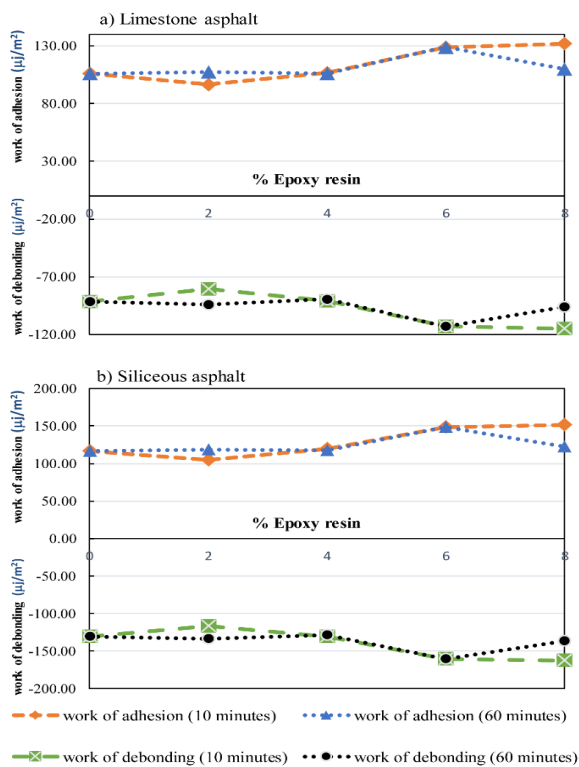 a) Limestone asphalt
130.00
80.00
30.00
-20.00
-70.00
-120.00
work of adhesion (µj/m²)
work of debonding (µj/m²)
% Epoxy resin
0 2 4 6 8
b) Siliceous asphalt
200.00
150.00
100.00
50.00
0.00
-50.00
-100.00
-150.00
-200.00
work of adhesion (µj/m²)
work of debonding (µj/m²)
% Epoxy resin
0 2 4 6 8
work of adhesion (10 minutes) work of adhesion (60 minutes)
work of debonding (10 minutes) work of debonding (60 minutes)